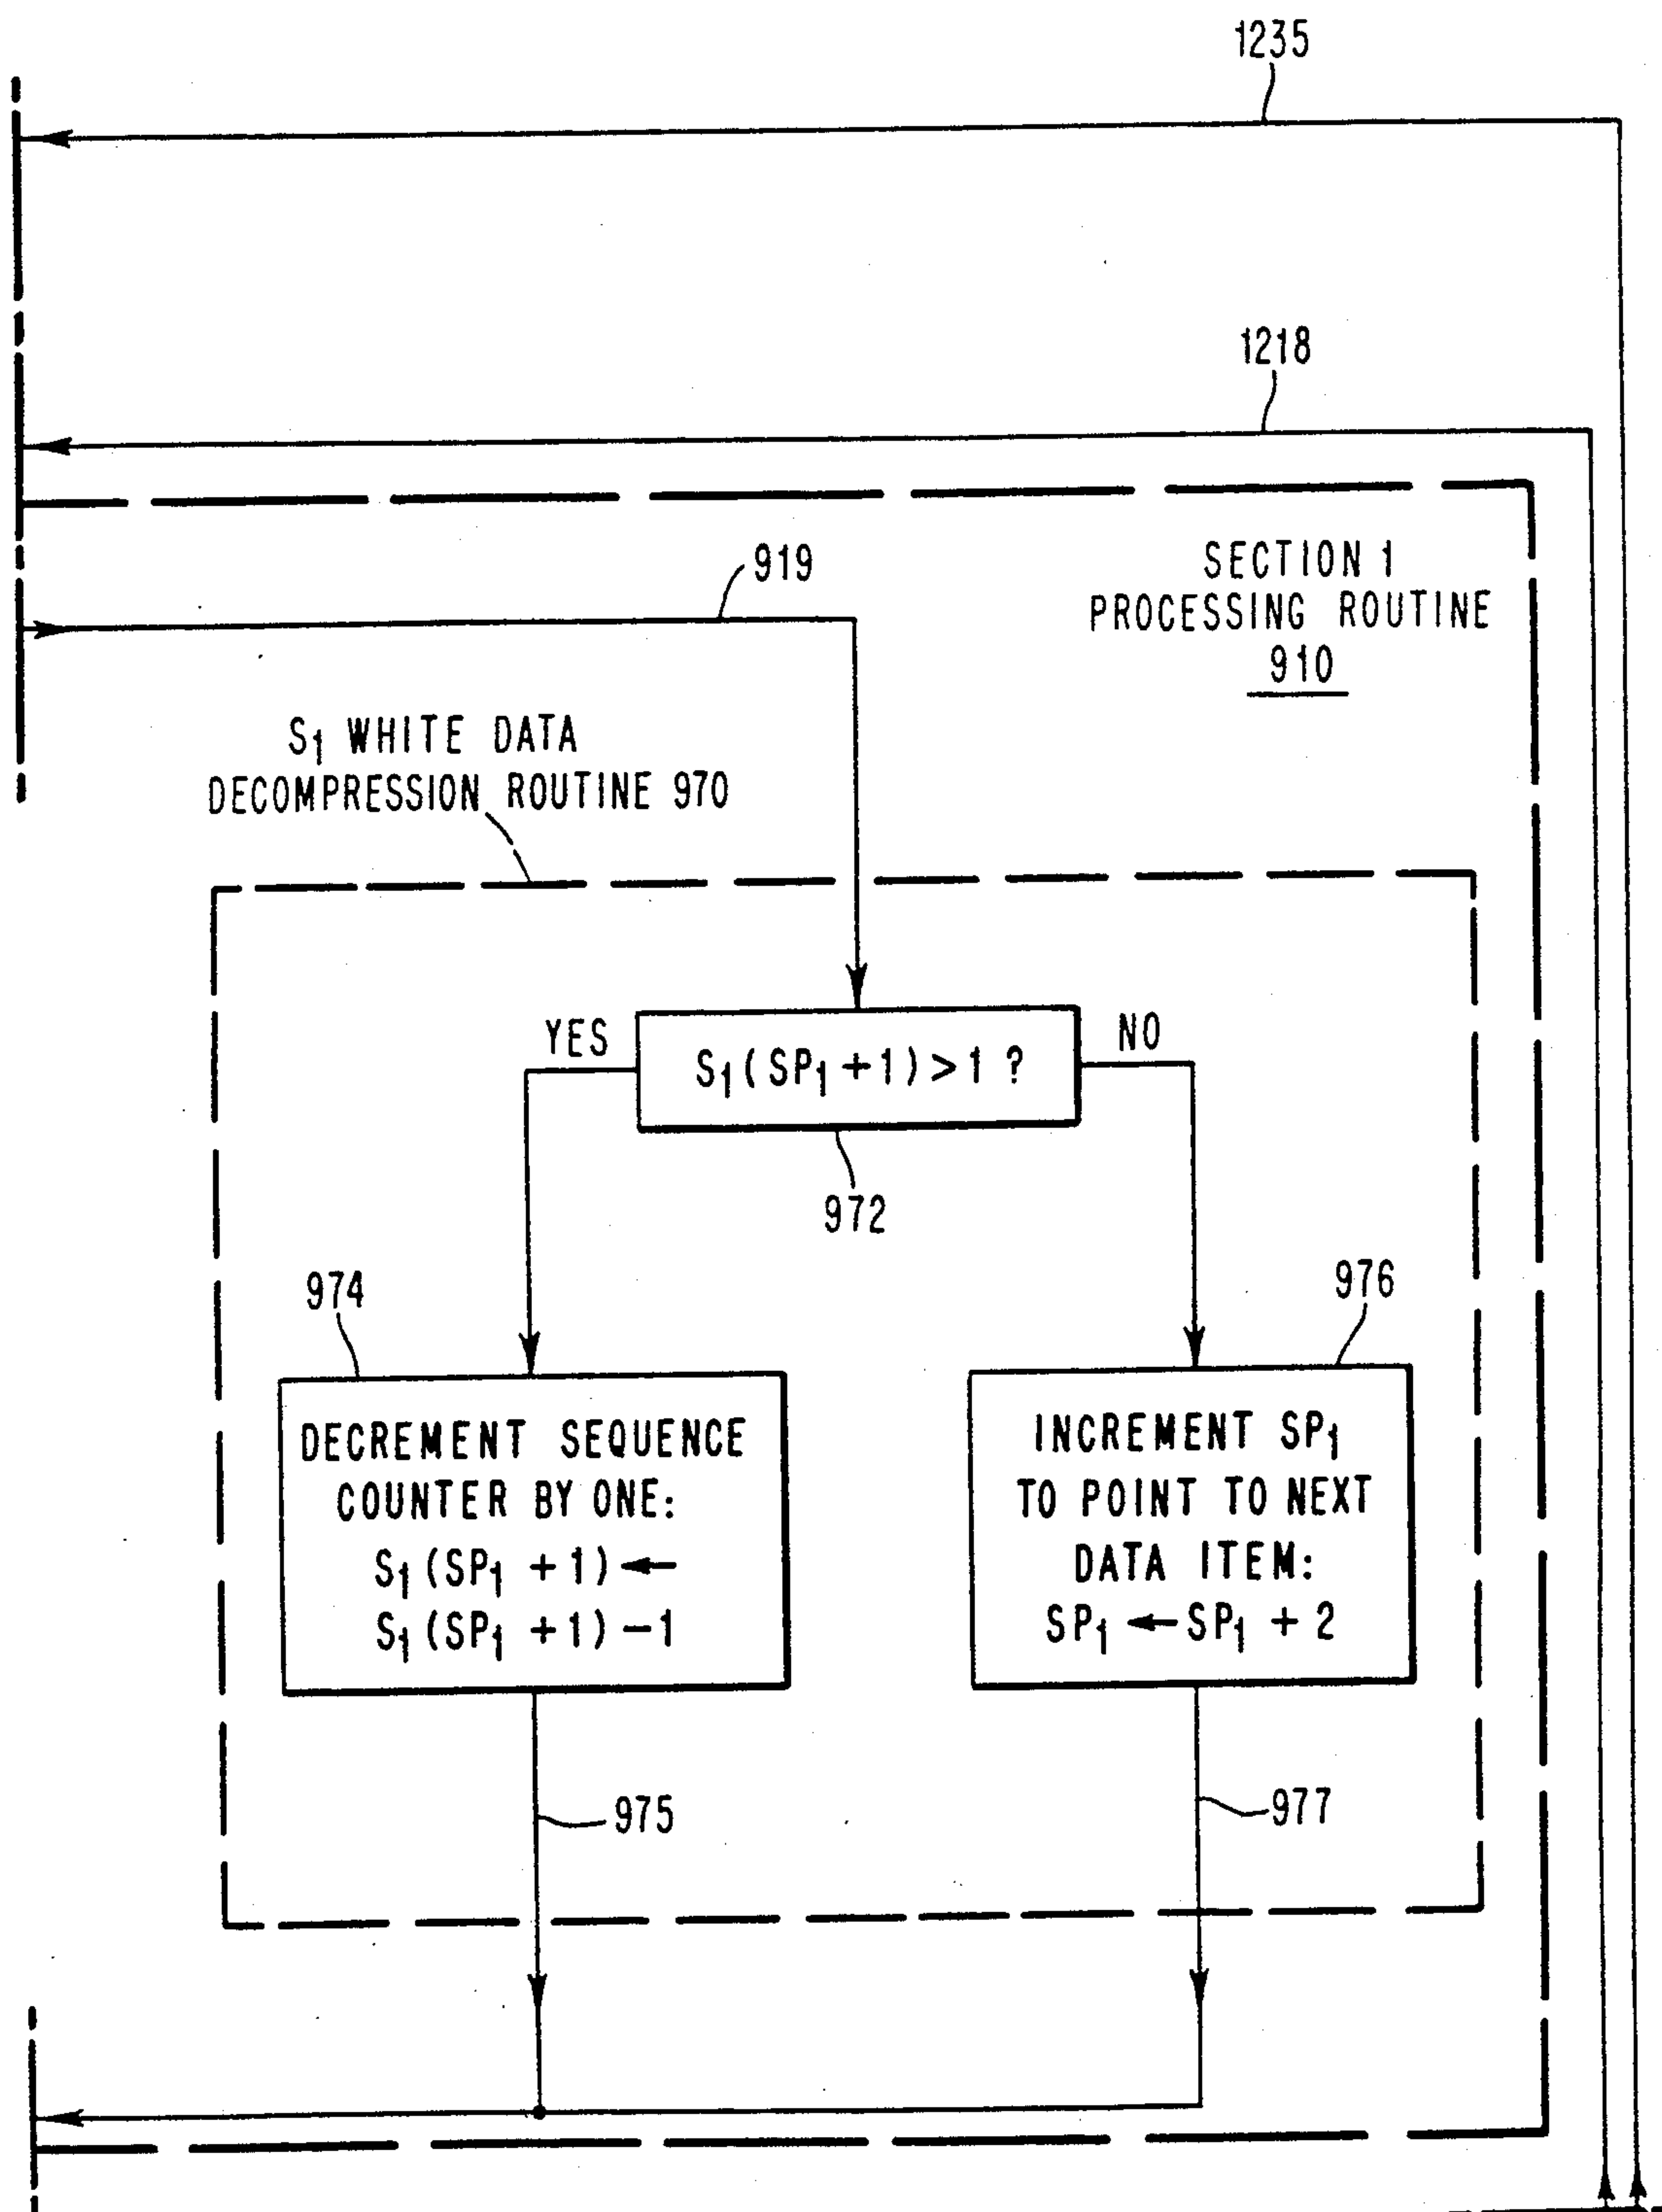 1235
1218
919
SECTION 1
PROCESSING ROUTINE
910
S₁ WHITE DATA
DECOMPRESSION ROUTINE 970
YES
S₁(SP₁+1)>1 ?
NO
972
974
976
DECREMENT SEQUENCE
COUNTER BY ONE:
S₁(SP₁ +1)←
S₁(SP₁ +1)−1
INCREMENT SP₁
TO POINT TO NEXT
DATA ITEM:
SP₁ ←SP₁ + 2
975
977